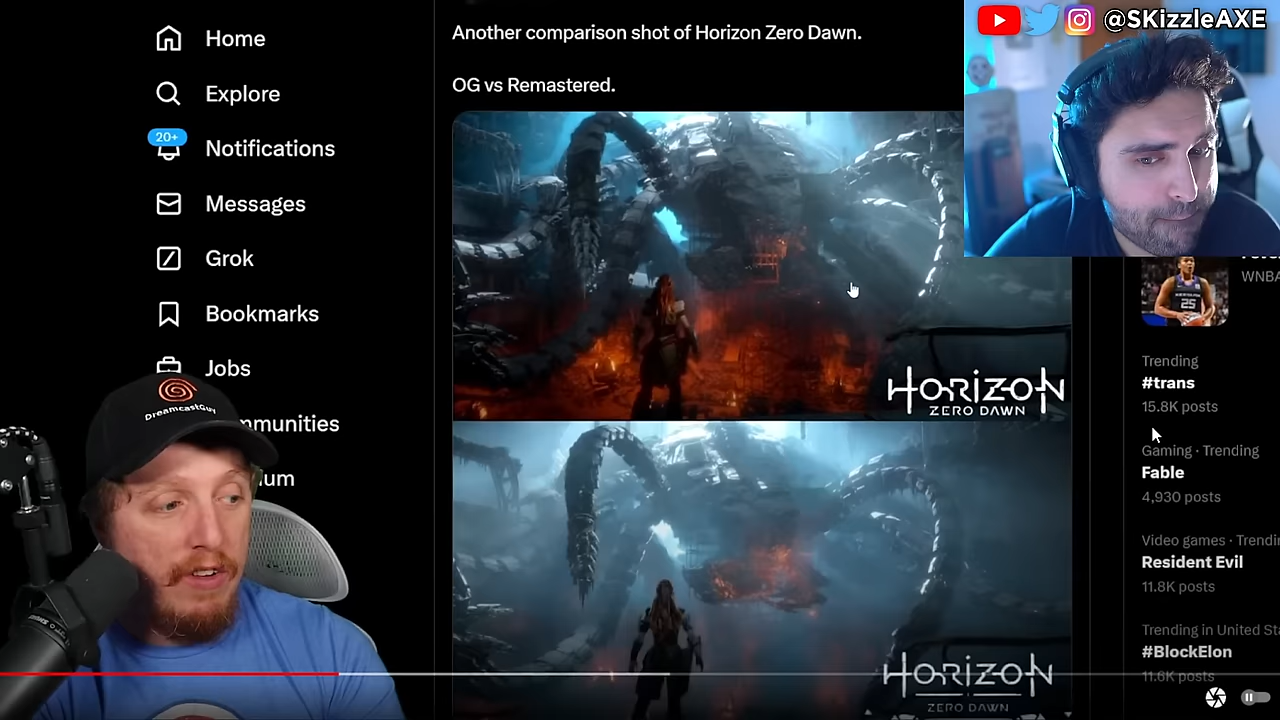 Home
Explore
20+
Notifications
Messages
Grok
Bookmarks
Jobs
mmunities
ium
DreamcastGuy
Another comparison shot of Horizon Zero Dawn.
OG vs Remastered.
HORIZON
ZERO DAWN
HORIZON
ZERO DAWN
@SKizzleAXE
WNBA
25
Trending
#trans
15.8K posts
Gaming · Trending
Fable
4,930 posts
Video games · Trendin
Resident Evil
11.8K posts
Trending in United Sta
#BlockElon
11.6K posts